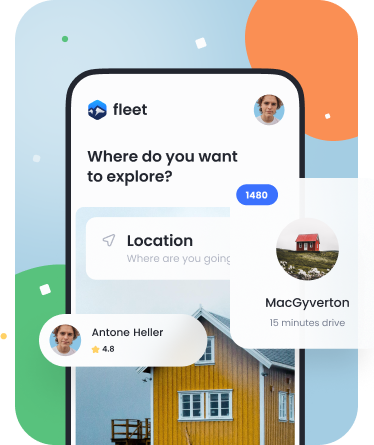 fleet
Where do you want
to explore?
1480
Location
Where are you going
MacGyverton
15 minutes drive
Antone Heller
4.8